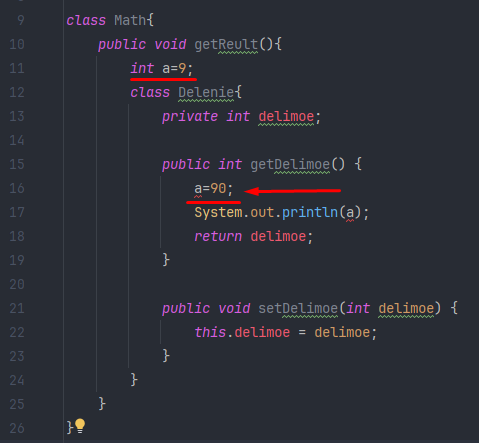 9 class Math{
10 public void getReult(){
11 int a=9;
12 class Delenie{
13 private int delimoe;
14
15 public int getDelimoe() {
16 a=90;
17 System.out.println(a);
18 return delimoe;
19 }
20
21 public void setDelimoe(int delimoe) {
22 this.delimoe = delimoe;
23 }
24 }
25 }
26 }